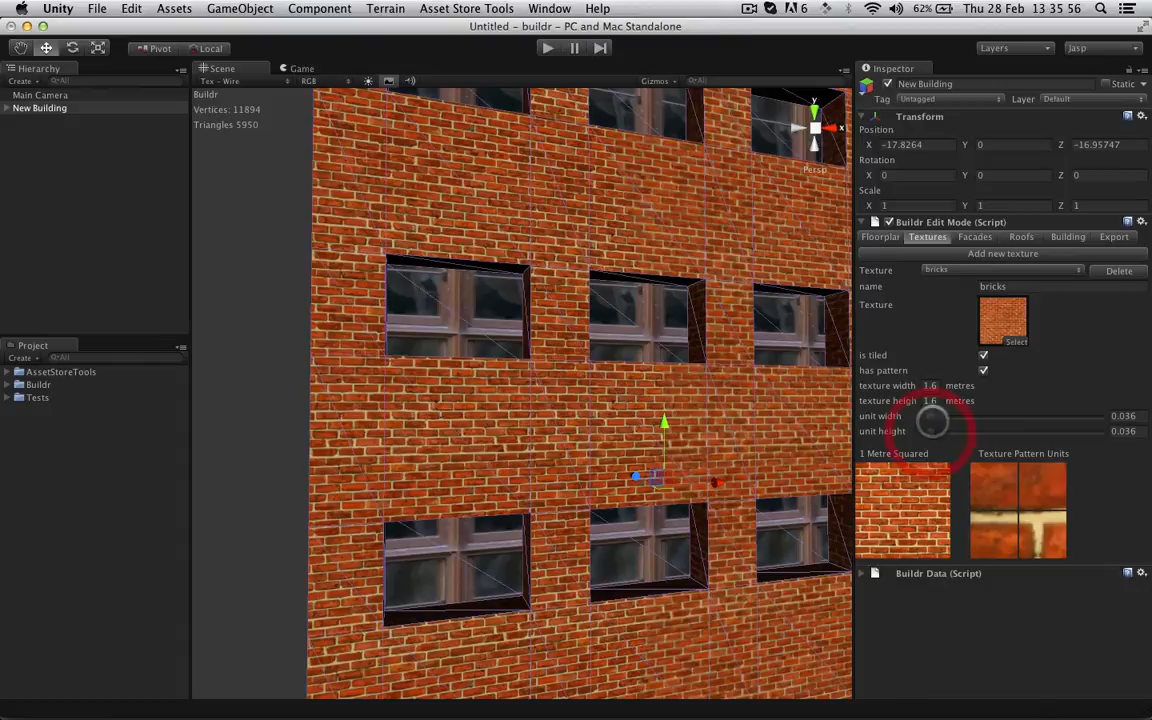 Unity File Edit Assets GameObject Component Terrain Asset Store Tools Window Help 6 62% Thu 28 Feb 13 35 56
Untitled - buildr - PC and Mac Standalone
Pivot Local Layers Jasp
Hierarchy Scene Game Inspector
Create All Tex - Wire RGB Gizmos All New Building Static
Main Camera Buildr Tag Untagged Layer Default
New Building Vertices: 11894 Transform
Triangles 5950 Position
X -17.8264 Y 0 Z -16.95747
Rotation
X 0 Y 0 Z 0
Scale
X 1 Y 1 Z 1
y
x
Persp
Buildr Edit Mode (Script)
Floorplan Textures Facades Roofs Building Export
Add new texture
Texture bricks Delete
name bricks
Texture
Select
is tiled
has pattern
texture width 1.6 metres
texture heigh 1.6 metres
unit width 0.036
unit height 0.036
1 Metre Squared Texture Pattern Units
Buildr Data (Script)
Project
Create All
AssetStoreTools
Buildr
Tests